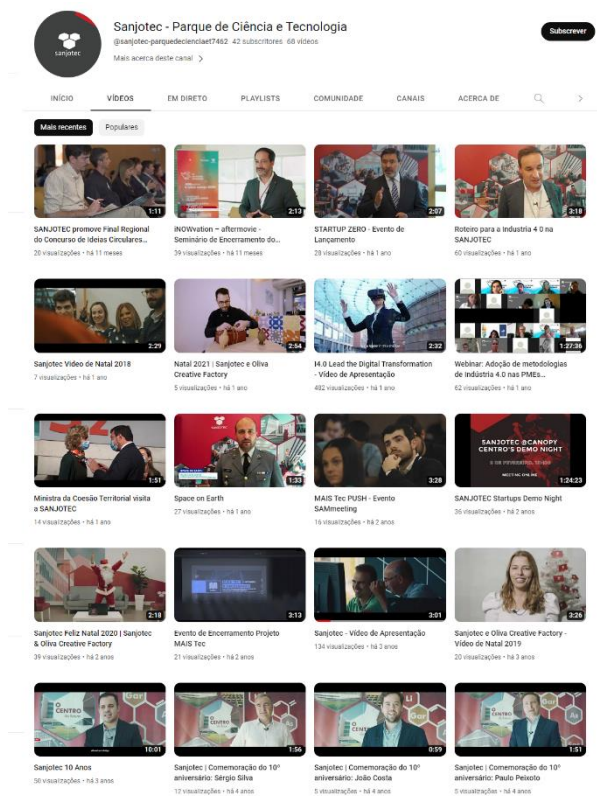 sanjotec
Sanjotec - Parque de Ciência e Tecnologia
@sanjotec-parquedecienciaet7462 42 subscritores 68 vídeos
Mais acerca deste canal >
Subscrever
INÍCIO VÍDEOS EM DIRETO PLAYLISTS COMUNIDADE CANAIS ACERCA DE
Mais recentes Populares
1:11 2:13 2:07 3:18
SANJOTEC promove Final Regional do Concurso de Ideias Circulares...
20 visualizações • há 11 meses
iNOWvation – aftermovie - Seminário de Encerramento do...
39 visualizações • há 11 meses
STARTUP ZERO - Evento de Lançamento
28 visualizações • há 1 ano
Roteiro para a Industria 4 0 na SANJOTEC
60 visualizações • há 1 ano
2:29 2:54 2:32 1:27:36
Sanjotec Video de Natal 2018
7 visualizações • há 1 ano
Natal 2021 | Sanjotec e Oliva Creative Factory
5 visualizações • há 1 ano
I4.0 Lead the Digital Transformation - Vídeo de Apresentação
482 visualizações • há 1 ano
Webinar: Adoção de metodologias de Indústria 4.0 nas PMEs...
62 visualizações • há 1 ano
1:51 1:33 3:28
SANJOTEC BCANOPY
CENTRO'S DEMO NIGHT
1:24:23
Ministra da Coesão Territorial visita a SANJOTEC
14 visualizações • há 1 ano
Space on Earth
27 visualizações • há 1 ano
MAIS Tec PUSH - Evento SAMmeeting
16 visualizações • há 2 anos
SANJOTEC Startups Demo Night
36 visualizações • há 2 anos
2:18 3:13 3:01 3:26
Sanjotec Feliz Natal 2020 | Sanjotec & Oliva Creative Factory
39 visualizações • há 2 anos
Evento de Encerramento Projeto MAIS Tec
21 visualizações • há 2 anos
Sanjotec - Vídeo de Apresentação
134 visualizações • há 3 anos
Sanjotec e Oliva Creative Factory - Vídeo de Natal 2019
20 visualizações • há 3 anos
O CENTRO 10:01 O CENTRO 1:56 O CENTRO 0:59 O CENTRO 1:51
Sanjotec 10 Anos
50 visualizações • há 3 anos
Sanjotec | Comemoração do 10º aniversário: Sérgio Silva
12 visualizações • há 4 anos
Sanjotec | Comemoração do 10º aniversário: João Costa
5 visualizações • há 4 anos
Sanjotec | Comemoração do 10º aniversário: Paulo Peixoto
5 visualizações • há 4 anos